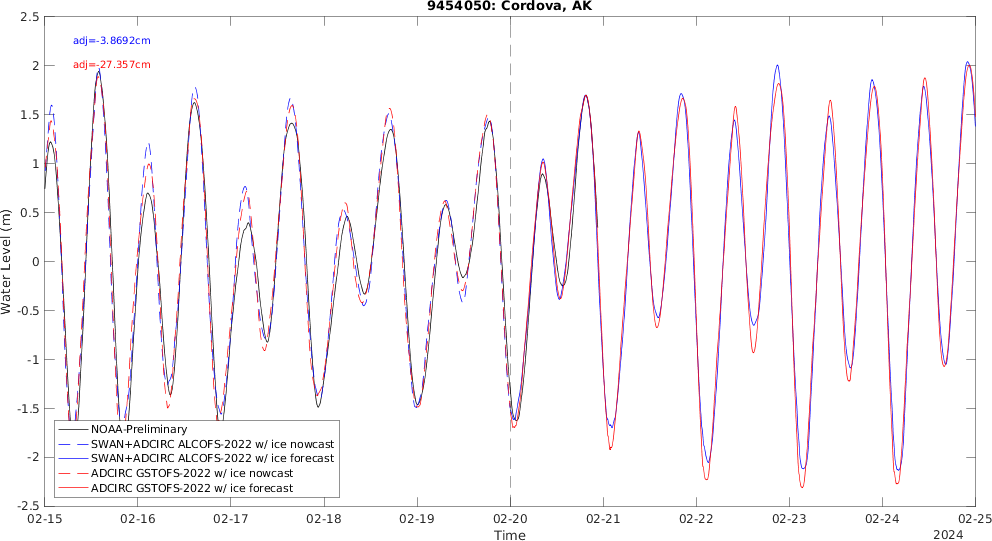 9454050: Cordova, AK
adj=-3.8692cm
adj=-27.357cm
2.5
2
1.5
1
0.5
0
-0.5
-1
-1.5
-2
-2.5
Water Level (m)
NOAA-Preliminary
SWAN+ADCIRC ALCOFS-2022 w/ ice nowcast
SWAN+ADCIRC ALCOFS-2022 w/ ice forecast
ADCIRC GSTOFS-2022 w/ ice nowcast
ADCIRC GSTOFS-2022 w/ ice forecast
02-15 02-16 02-17 02-18 02-19 02-20 02-21 02-22 02-23 02-24 02-25
Time
2024